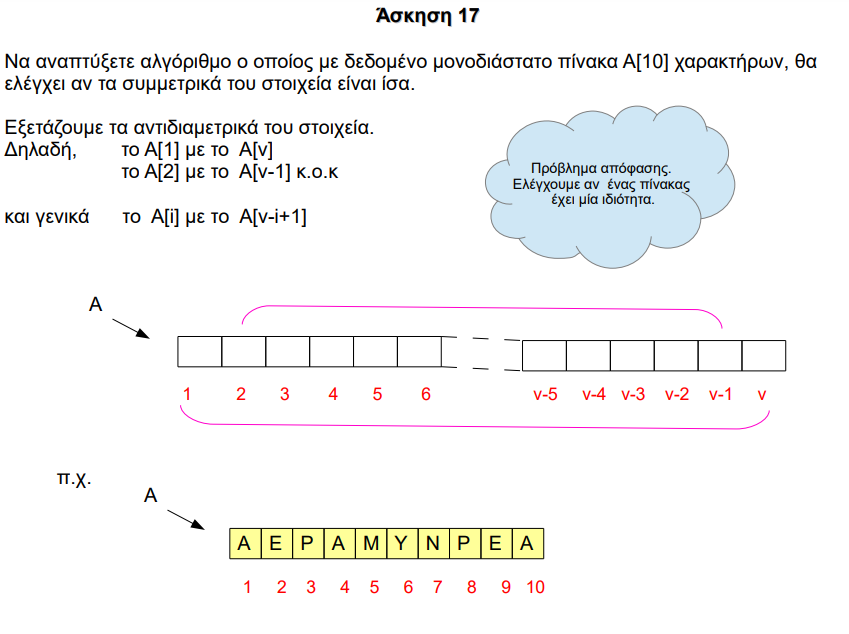 Άσκηση 17
Να αναπτύξετε αλγόριθμο ο οποίος με δεδομένο μονοδιάστατο πίνακα Α[10] χαρακτήρων, θα
ελέγχει αν τα συμμετρικά του στοιχεία είναι ίσα.
Εξετάζουμε τα αντιδιαμετρικά του στοιχεία.
Δηλαδή, το Α[1] με το Α[ν]
το Α[2] με το Α[ν-1] κ.ο.κ
και γενικά το Α[i] με το Α[ν-i+1]
Πρόβλημα απόφασης.
Ελέγχουμε αν ένας πίνακας
έχει μία ιδιότητα.
Α
1 2 3 4 5 6 ν-5 ν-4 ν-3 ν-2 ν-1 ν
π.χ.
Α
Α Ε Ρ Α Μ Υ Ν Ρ Ε Α
1 2 3 4 5 6 7 8 9 10